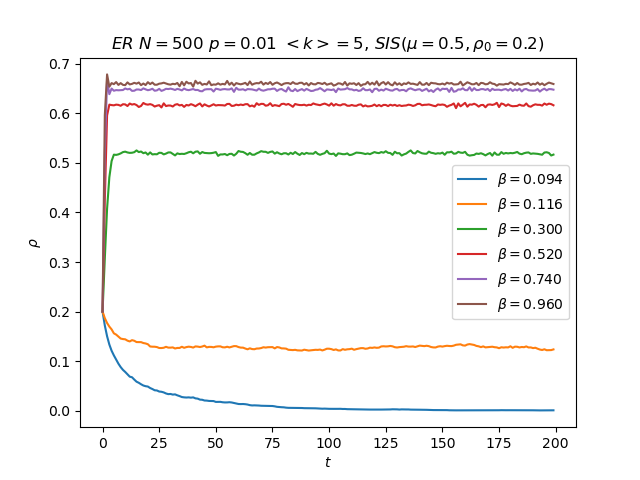 ER N = 500 p = 0.01 < k > = 5, SIS(μ = 0.5, ρ₀ = 0.2)
0.7
0.6
0.5
0.4
0.3
0.2
0.1
0.0
ρ
β = 0.094
β = 0.116
β = 0.300
β = 0.520
β = 0.740
β = 0.960
0 25 50 75 100 125 150 175 200
t